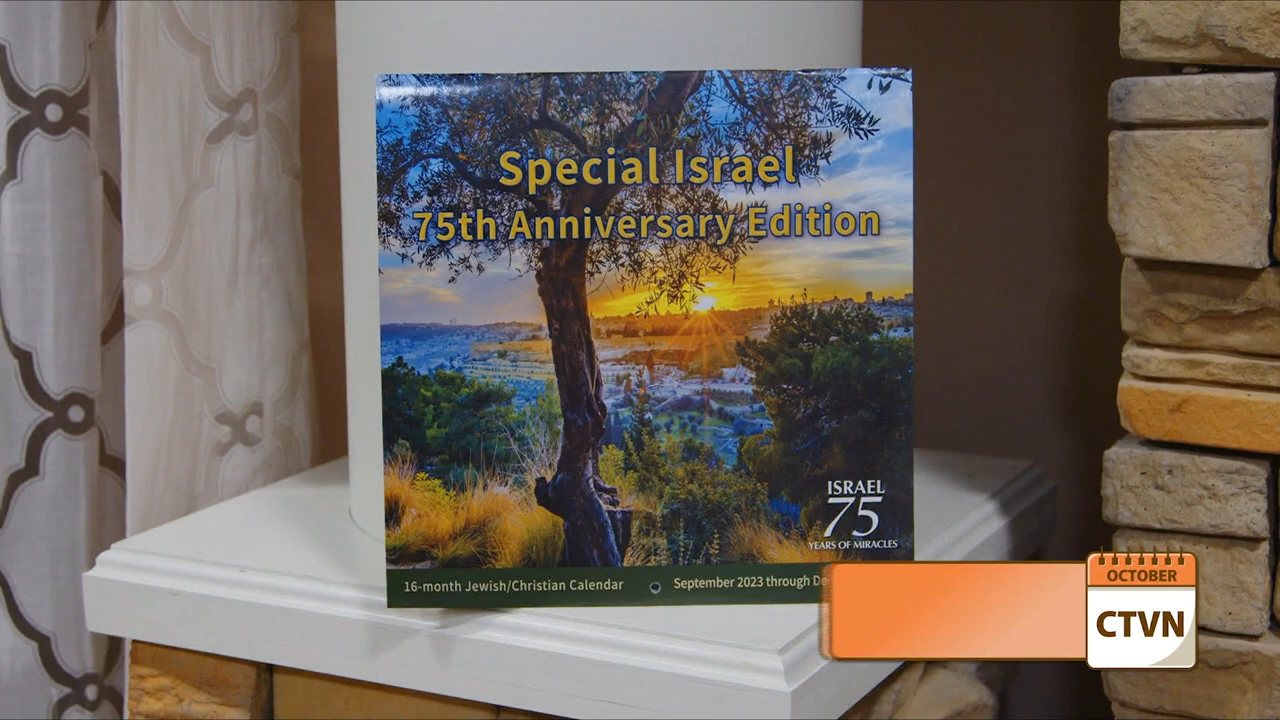 Special Israel
75th Anniversary Edition
ISRAEL
75
YEARS OF MIRACLES
16-month Jewish/Christian Calendar
September 2023 through
OCTOBER
CTVN